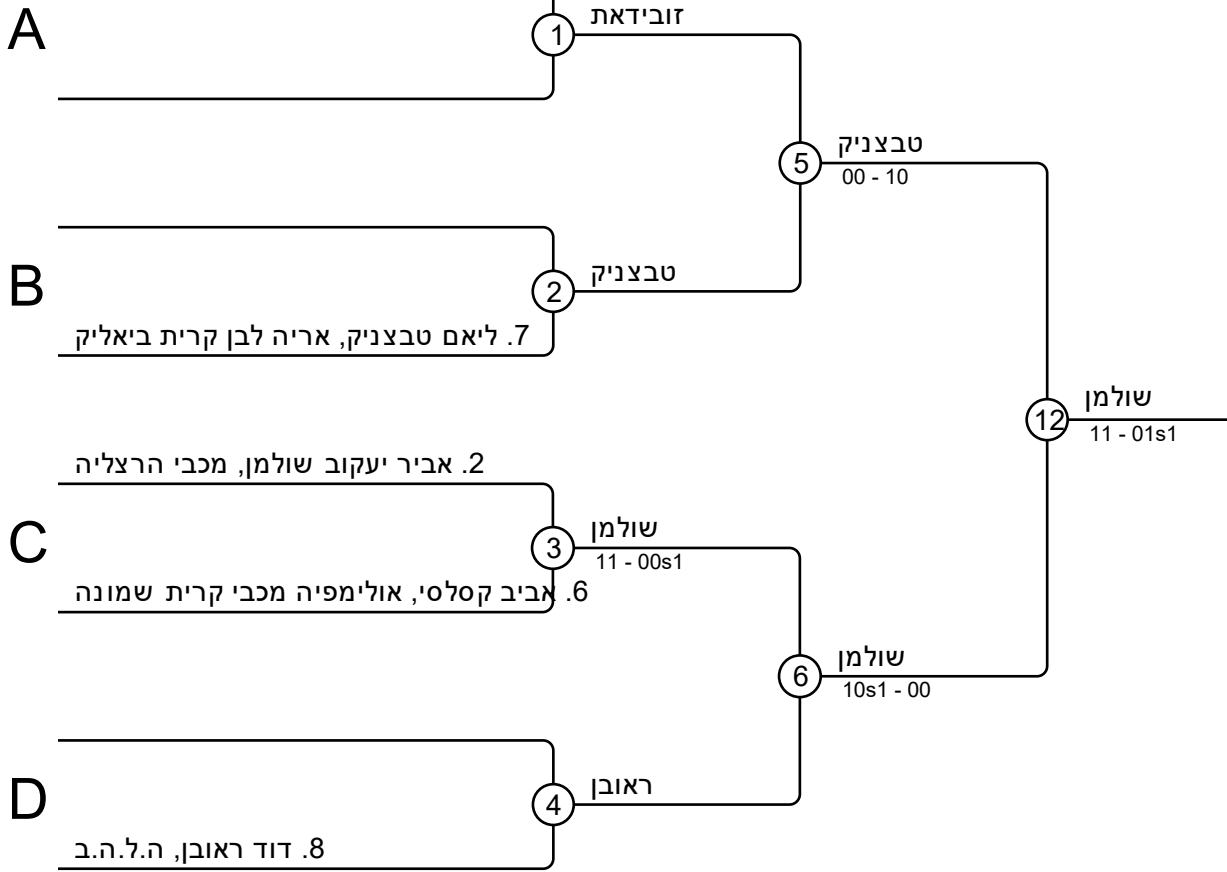 A
זובידאת
1
טבצניק
5
00 - 10
B
טבצניק
2
7. ליאם טבצניק, אריה לבן קרית ביאליק
שולמן
12
11 - 01s1
2. אביר יעקוב שולמן, מכבי הרצליה
C
שולמן
3
11 - 00s1
6. אביב קסלסי, אולימפיה מכבי קרית שמונה
שולמן
6
10s1 - 00
D
ראובן
4
8. דוד ראובן, ה.ל.ה.ב